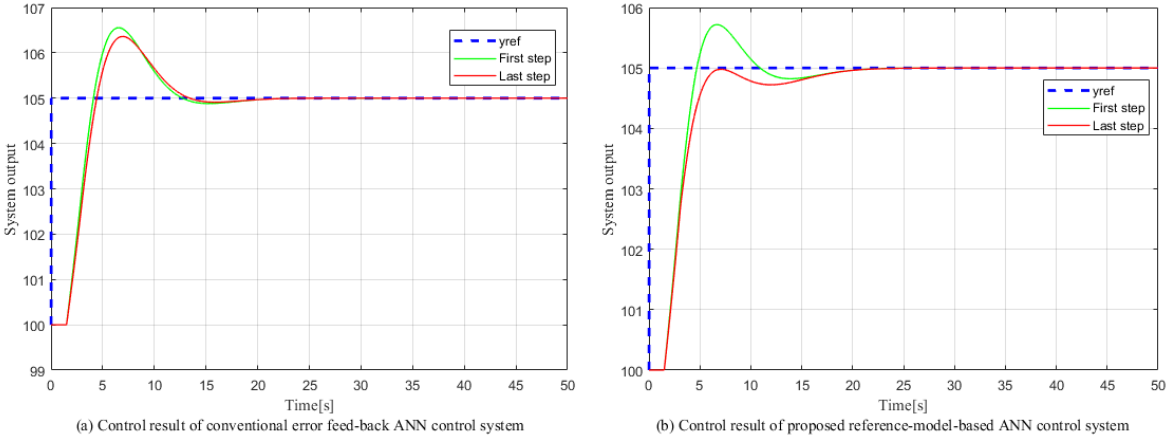 107
106
105
104
103
102
101
100
99
System output
yref
First step
Last step
0 5 10 15 20 25 30 35 40 45 50
Time[s]
(a) Control result of conventional error feed-back ANN control system
106
105
104
103
102
101
100
System output
yref
First step
Last step
0 5 10 15 20 25 30 35 40 45 50
Time[s]
(b) Control result of proposed reference-model-based ANN control system